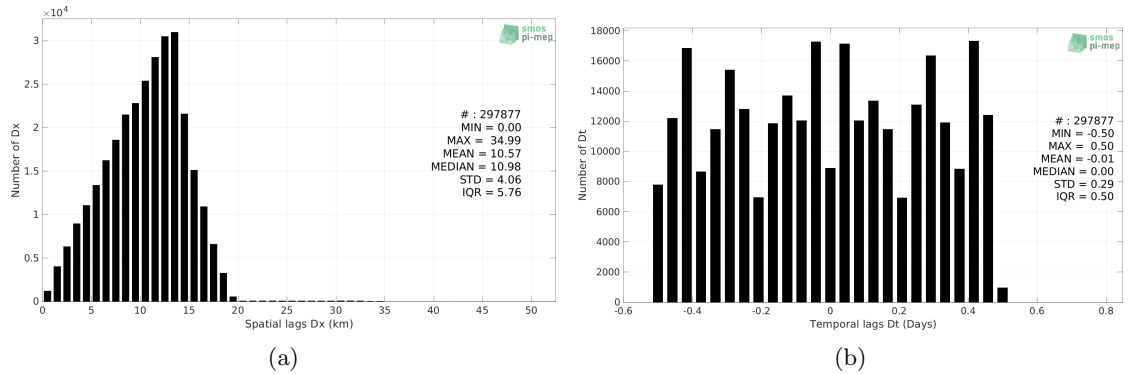 ×10⁴
3
2.5
2
1.5
1
0.5
0
Number of Dx
smos
pi-mep
# : 297877
MIN = 0.00
MAX = 34.99
MEAN = 10.57
MEDIAN = 10.98
STD = 4.06
IQR = 5.76
0 5 10 15 20 25 30 35 40 45 50
Spatial lags Dx (km)
(a)
18000
16000
14000
12000
10000
8000
6000
4000
2000
0
Number of Dt
smos
pi-mep
# : 297877
MIN = -0.50
MAX = 0.50
MEAN = -0.01
MEDIAN = 0.00
STD = 0.29
IQR = 0.50
-0.6 -0.4 -0.2 0 0.2 0.4 0.6 0.8
Temporal lags Dt (Days)
(b)